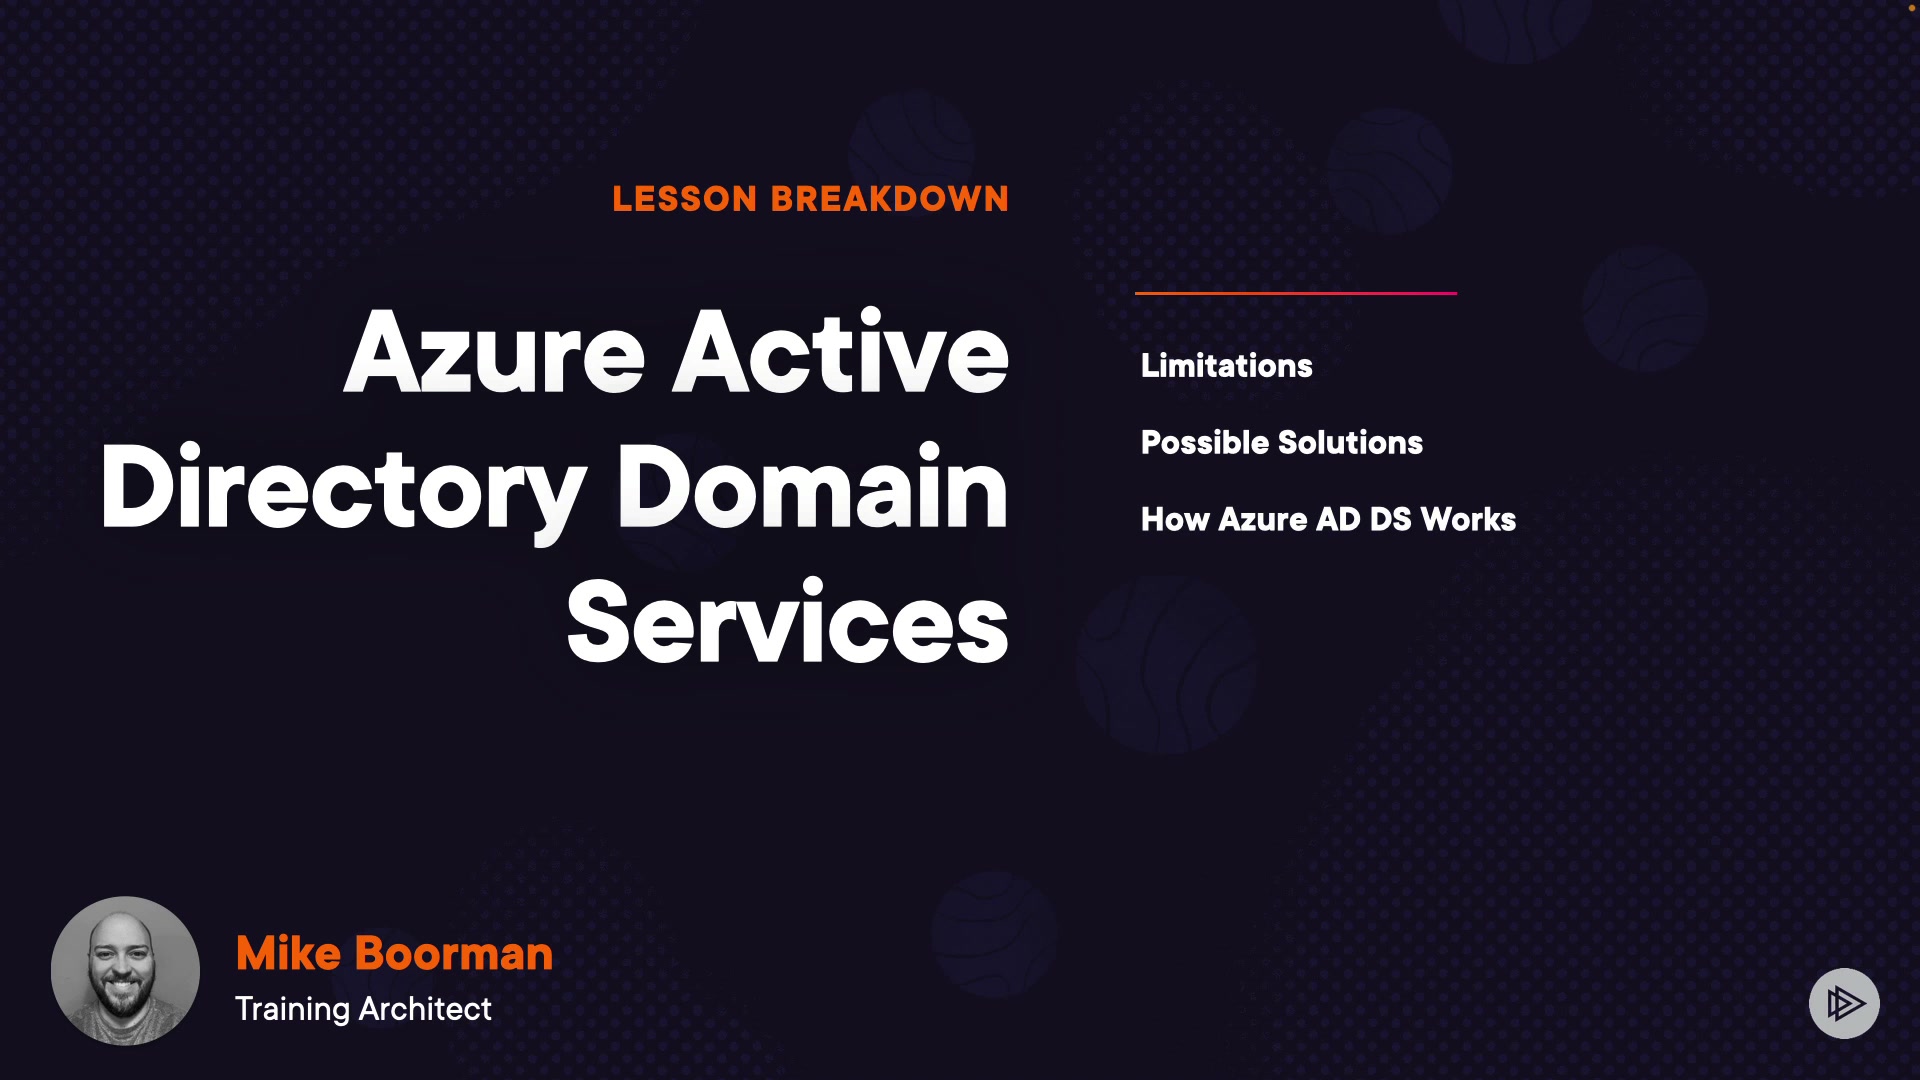 LESSON BREAKDOWN
Azure Active
Directory Domain
Services
Limitations
Possible Solutions
How Azure AD DS Works
Mike Boorman
Training Architect